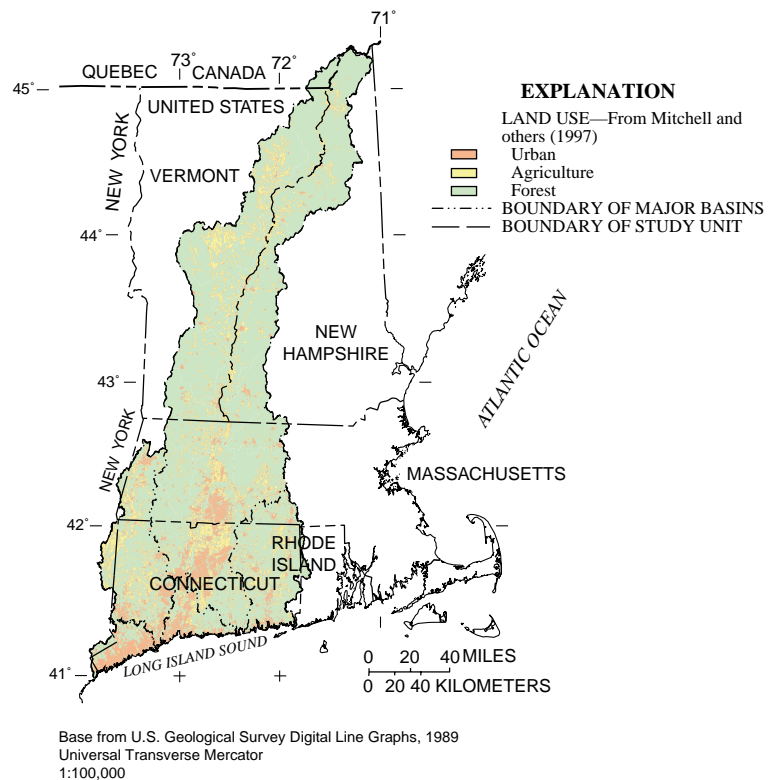 71°
73°
72°
QUEBEC
CANADA
45°
UNITED STATES
NEW YORK
VERMONT
44°
EXPLANATION
LAND USE—From Mitchell and
others (1997)
Urban
Agriculture
Forest
BOUNDARY OF MAJOR BASINS
BOUNDARY OF STUDY UNIT
NEW
HAMPSHIRE
ATLANTIC OCEAN
43°
NEW YORK
MASSACHUSETTS
42°
RHODE
ISLAND
CONNECTICUT
LONG ISLAND SOUND
41°
0 20 40 MILES
0 20 40 KILOMETERS
Base from U.S. Geological Survey Digital Line Graphs, 1989
Universal Transverse Mercator
1:100,000